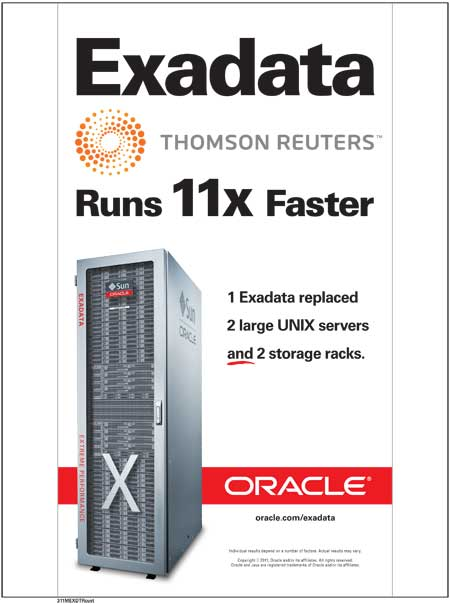 Exadata
THOMSON REUTERS™
Runs 11x Faster
Sun
ORACLE
EXADATA
Sun
ORACLE
1 Exadata replaced
2 large UNIX servers
and 2 storage racks.
EXTREME PERFORMANCE
X
ORACLE®
oracle.com/exadata
Individual results depend on a number of factors. Actual results may vary.
Copyright © 2011, Oracle and/or its affiliates. All rights reserved.
Oracle and Java are registered trademarks of Oracle and/or its affiliates.